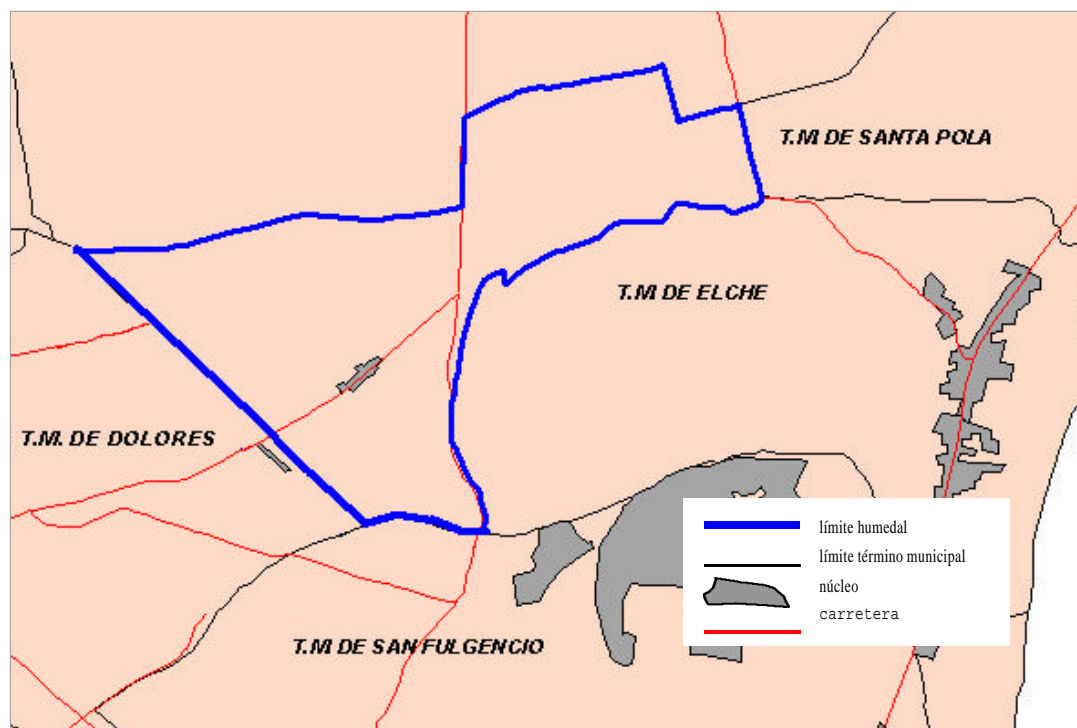 T.M. DE SANTA POLA
T.M. DE ELCHE
T.M. DE DOLORES
límite humedal
límite término municipal
núcleo
carretera
T.M. DE SAN FULGENCIO